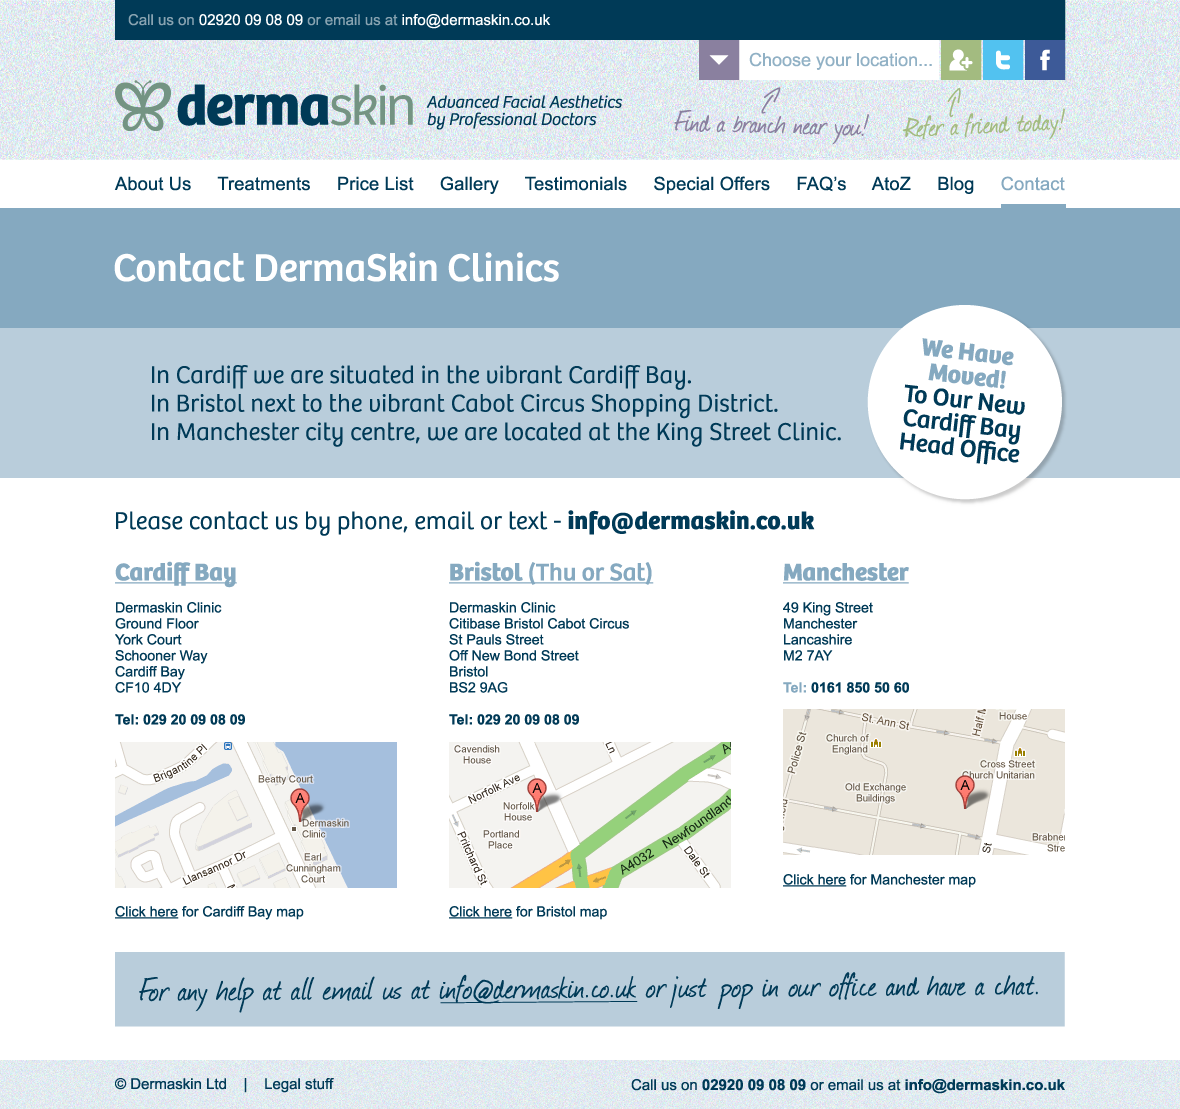 Call us on 02920 09 08 09 or email us at info@dermaskin.co.uk
Choose your location...
dermaskin
Advanced Facial Aesthetics
by Professional Doctors
Find a branch near you!
Refer a friend today!
About Us Treatments Price List Gallery Testimonials Special Offers FAQ's AtoZ Blog Contact
Contact DermaSkin Clinics
In Cardiff we are situated in the vibrant Cardiff Bay.
In Bristol next to the vibrant Cabot Circus Shopping District.
In Manchester city centre, we are located at the King Street Clinic.
We Have
Moved!
To Our New
Cardiff Bay
Head Office
Please contact us by phone, email or text - info@dermaskin.co.uk
Cardiff Bay
Dermaskin Clinic
Ground Floor
York Court
Schooner Way
Cardiff Bay
CF10 4DY
Tel: 029 20 09 08 09
Brigantine Pl
Beatty Court
A
Dermaskin
Clinic
Llansannor Dr
Earl
Cunningham
Court
Click here for Cardiff Bay map
Bristol (Thu or Sat)
Dermaskin Clinic
Citibase Bristol Cabot Circus
St Pauls Street
Off New Bond Street
Bristol
BS2 9AG
Tel: 029 20 09 08 09
Cavendish
House
Ln
Norfolk Ave
A
Norfolk
House
Portland
Place
Pritchard St
A4032
Newfoundland
Dale St
Click here for Bristol map
Manchester
49 King Street
Manchester
Lancashire
M2 7AY
Tel: 0161 850 50 60
St. Ann St
Half M
House
Police St
Church of
England
Cross Street
Church Unitarian
A
Old Exchange
Buildings
Brabner
Stre
St
Click here for Manchester map
For any help at all email us at info@dermaskin.co.uk or just pop in our office and have a chat.
© Dermaskin Ltd | Legal stuff
Call us on 02920 09 08 09 or email us at info@dermaskin.co.uk